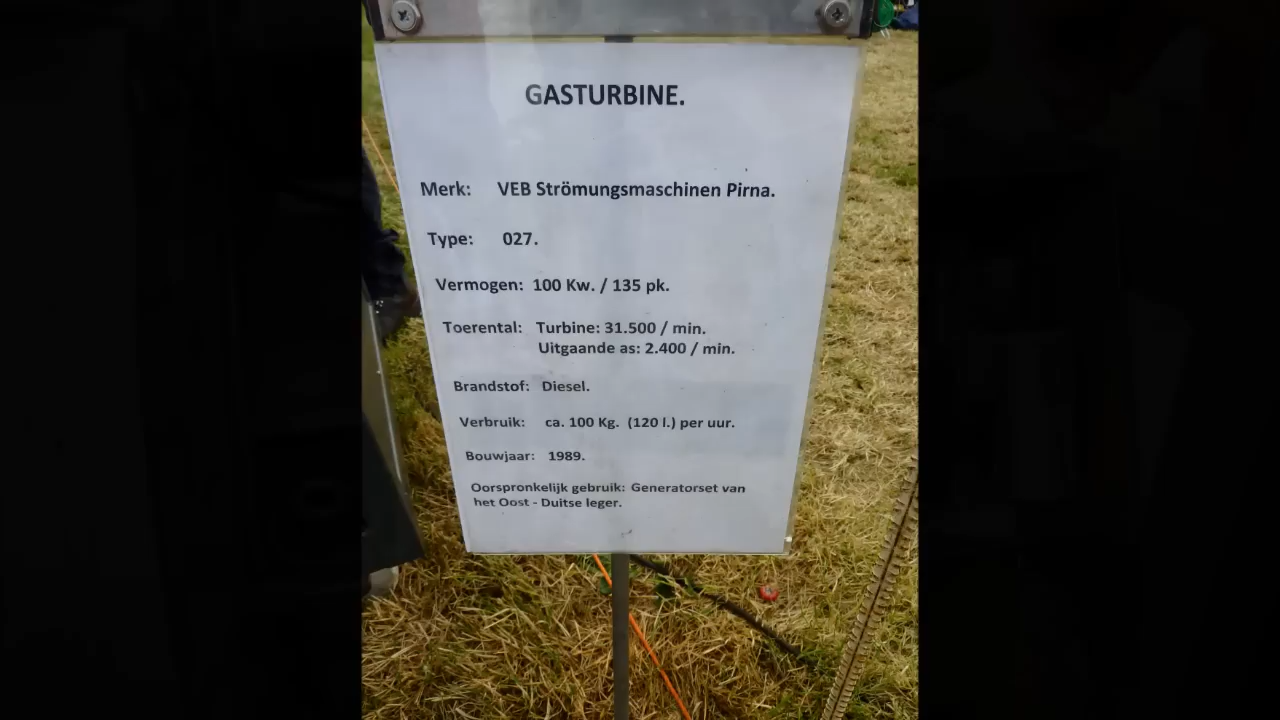 GASTURBINE.
Merk: VEB Strömungsmaschinen Pirna.
Type: 027.
Vermogen: 100 Kw. / 135 pk.
Toerental: Turbine: 31.500 / min.
Uitgaande as: 2.400 / min.
Brandstof: Diesel.
Verbruik: ca. 100 Kg. (120 l.) per uur.
Bouwjaar: 1989.
Oorspronkelijk gebruik: Generatorset van
het Oost - Duitse leger.